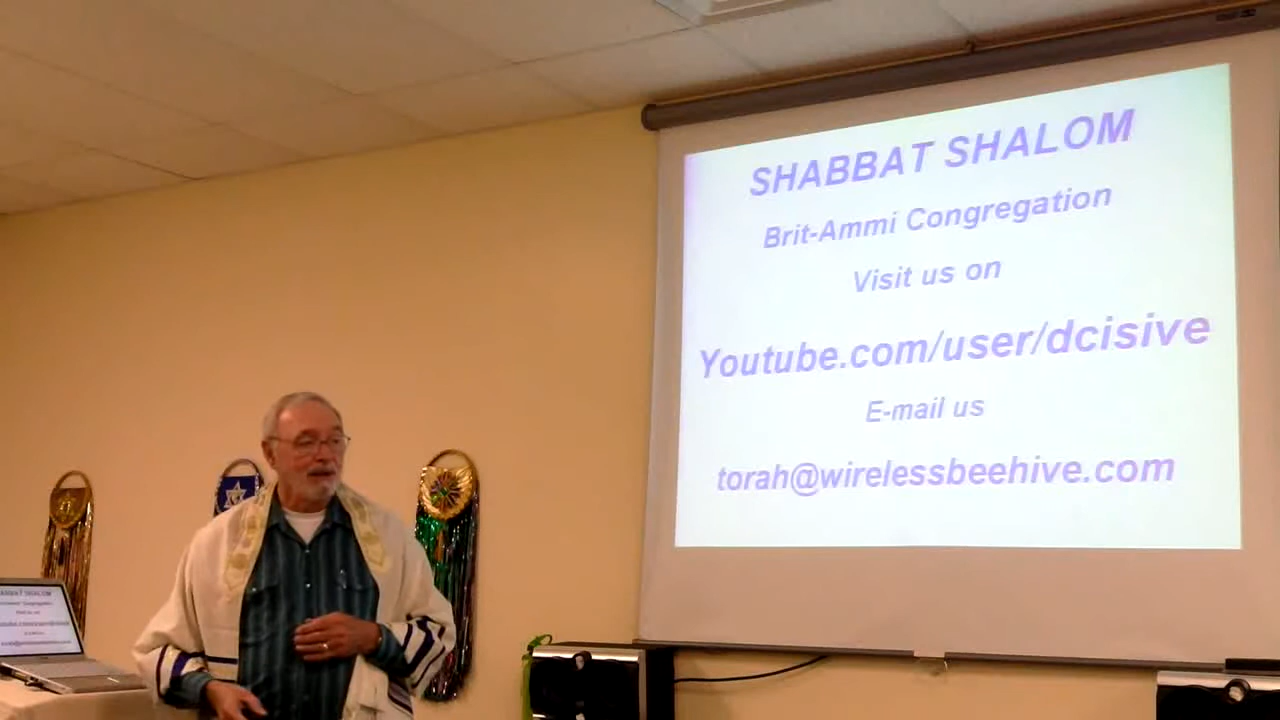 SHABBAT SHALOM
Brit-Ammi Congregation
Visit us on
Youtube.com/user/dcisive
E-mail us
torah@wirelessbeehive.com